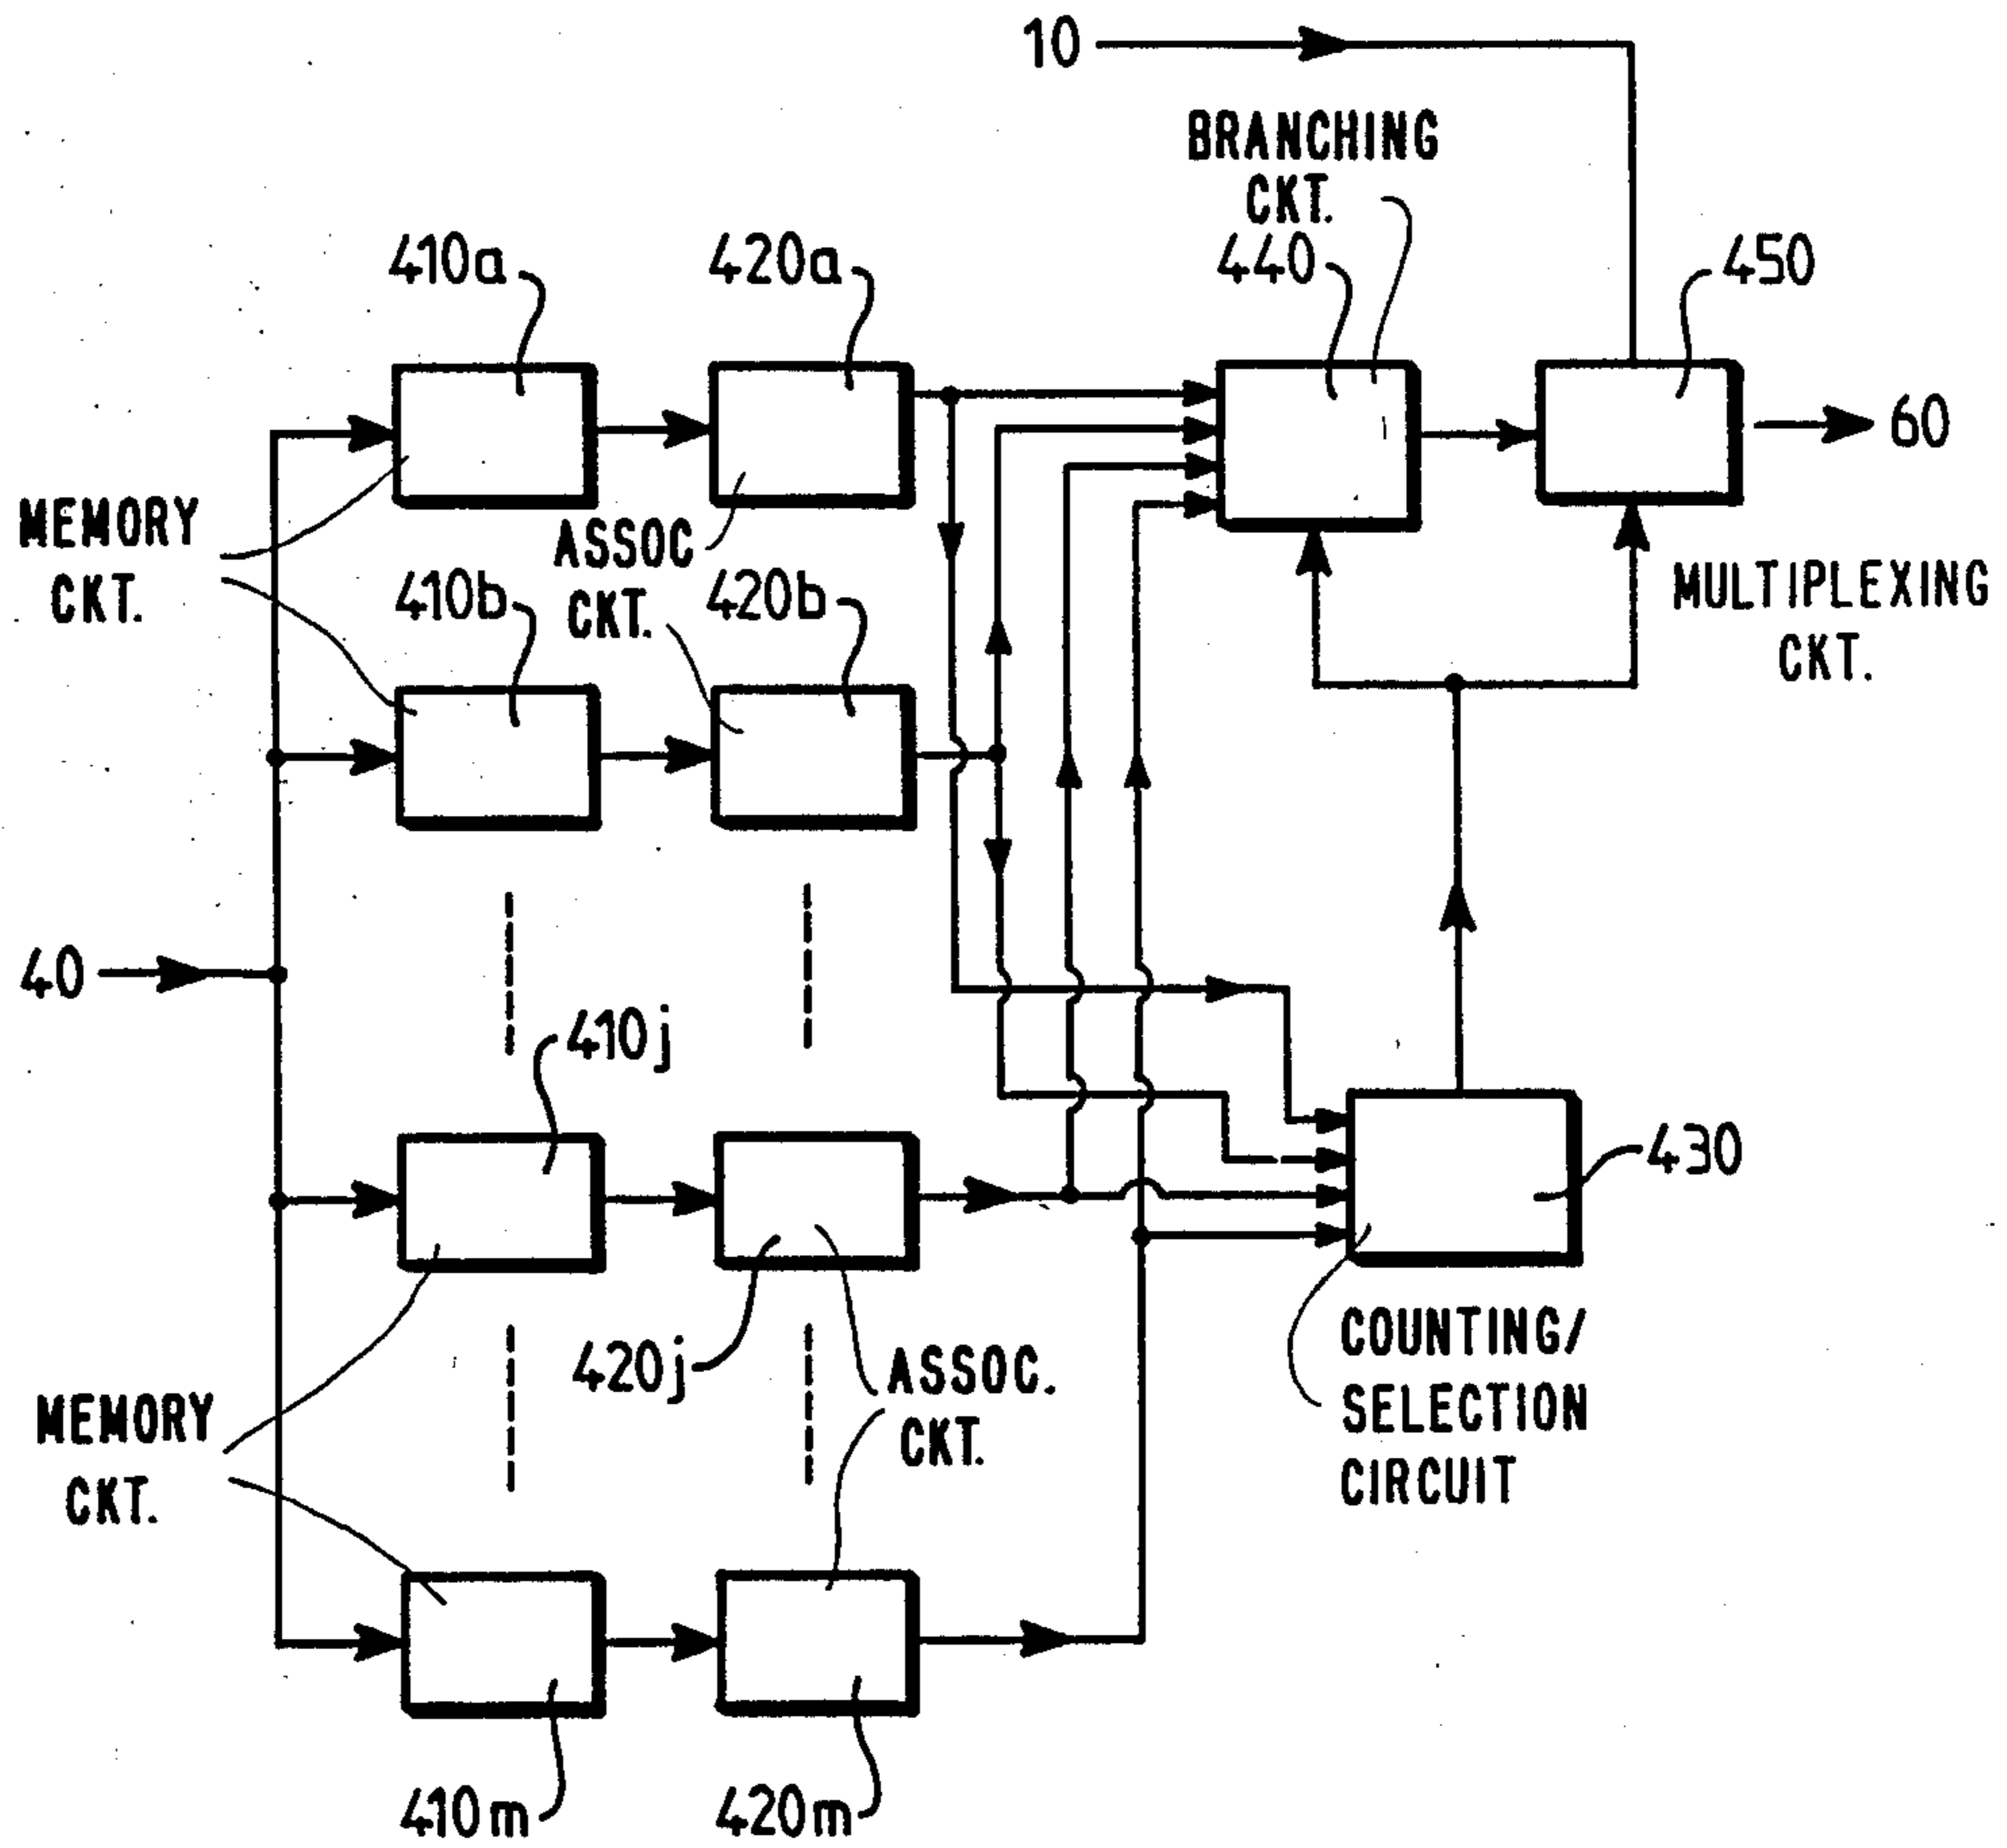 10
BRANCHING
CKT.
410a
420a
440
450
60
MEMORY
CKT.
ASSOC
CKT.
410b
420b
MULTIPLEXING
CKT.
40
410j
430
420j
ASSOC.
CKT.
COUNTING/
SELECTION
CIRCUIT
MEMORY
CKT.
410m
420m